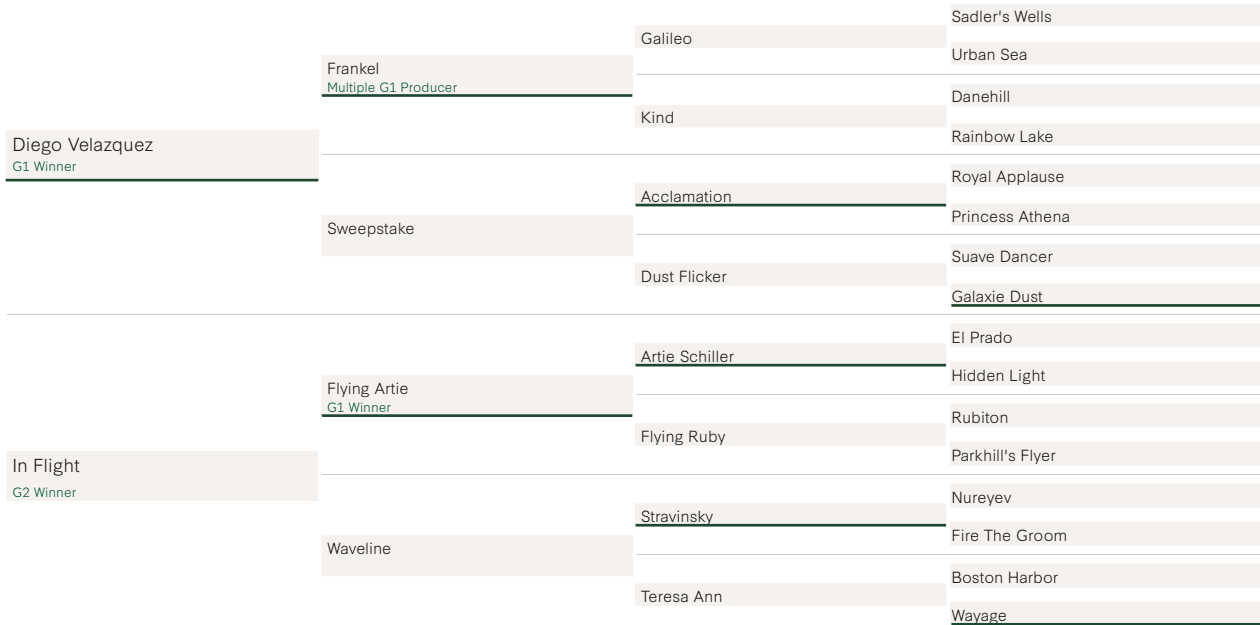 Diego Velazquez
G1 Winner
In Flight
G2 Winner
Frankel
Multiple G1 Producer
Sweepstake
Flying Artie
G1 Winner
Waveline
Galileo
Kind
Acclamation
Dust Flicker
Artie Schiller
Flying Ruby
Stravinsky
Teresa Ann
Sadler's Wells
Urban Sea
Danehill
Rainbow Lake
Royal Applause
Princess Athena
Suave Dancer
Galaxie Dust
El Prado
Hidden Light
Rubiton
Parkhill's Flyer
Nureyev
Fire The Groom
Boston Harbor
Wayage